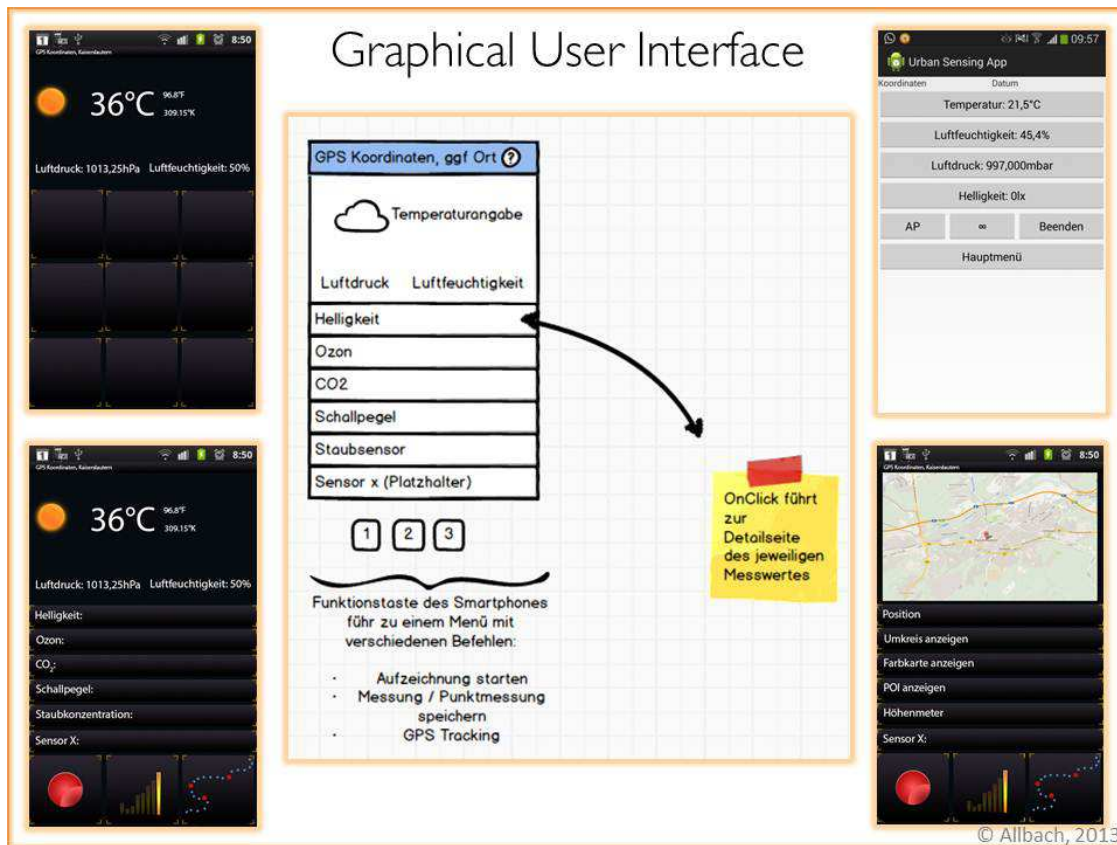 Graphical User Interface
8:50
GPS Koordinaten, Kaiserslautern
36°C
96.8°F
309.15°K
Luftdruck: 1013,25hPa Luftfeuchtigkeit: 50%
GPS Koordinaten, ggf Ort ?
Temperaturangabe
Luftdruck Luftfeuchtigkeit
Helligkeit
Ozon
CO2
Schallpegel
Staubsensor
Sensor x (Platzhalter)
1 2 3
Funktionstaste des Smartphones
führ zu einem Menü mit
verschiedenen Befehlen:
· Aufzeichnung starten
· Messung / Punktmessung
speichern
· GPS Tracking
OnClick führt
zur
Detailseite
des jeweiligen
Messwertes
09:57
Urban Sensing App
Koordinaten Datum
Temperatur: 21,5°C
Luftfeuchtigkeit: 45,4%
Luftdruck: 997,000mbar
Helligkeit: 0lx
AP ∞ Beenden
Hauptmenü
8:50
GPS Koordinaten, Kaiserslautern
36°C
96.8°F
309.15°K
Luftdruck: 1013,25hPa Luftfeuchtigkeit: 50%
Helligkeit:
Ozon:
CO₂:
Schallpegel:
Staubkonzentration:
Sensor X:
8:50
GPS Koordinaten, Kaiserslautern
Position
Umkreis anzeigen
Farbkarte anzeigen
POI anzeigen
Höhenmeter
Sensor X:
© Allbach, 2013